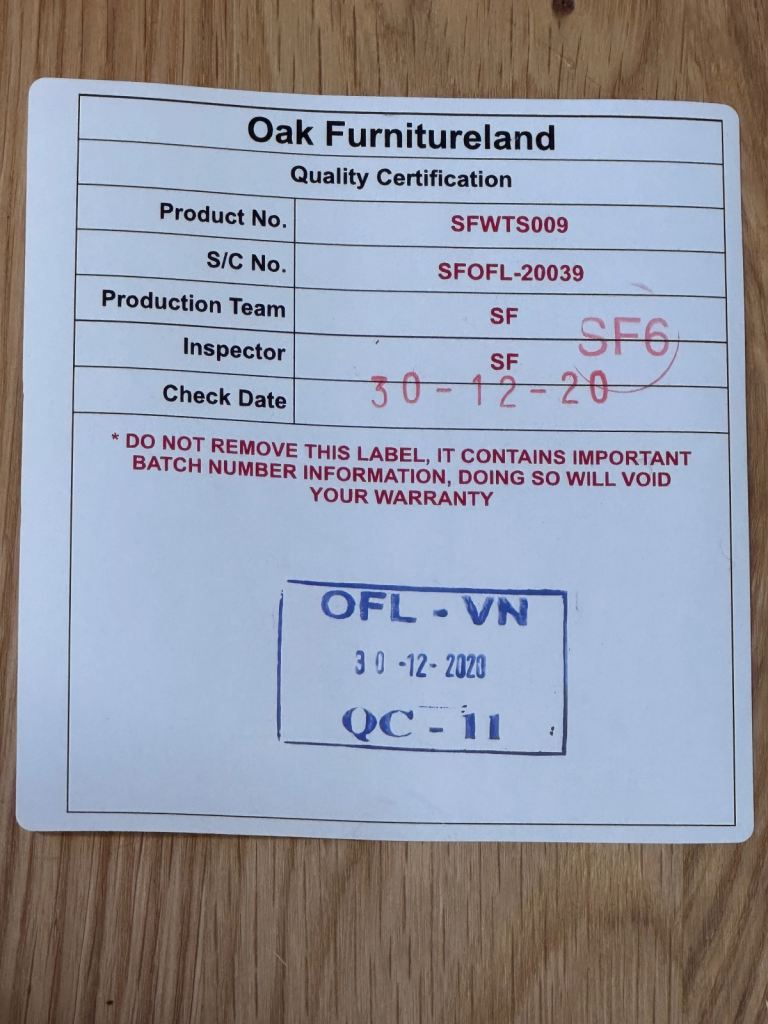 Oak Furnitureland
Quality Certification
Product No. SFWTS009
S/C No. SFOFL-20039
Production Team SF
SF6
Inspector SF
Check Date 30-12-20
* DO NOT REMOVE THIS LABEL, IT CONTAINS IMPORTANT
BATCH NUMBER INFORMATION, DOING SO WILL VOID
YOUR WARRANTY
OFL - VN
30-12-2020
QC - 11